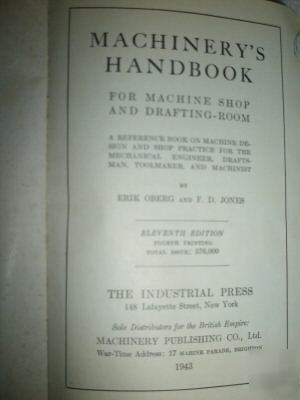 MACHINERY'S
HANDBOOK
FOR MACHINE SHOP
AND DRAFTING-ROOM
A REFERENCE BOOK ON MACHINE DE-
SIGN AND SHOP PRACTICE FOR THE
MECHANICAL ENGINEER, DRAFTS-
MAN, TOOLMAKER, AND MACHINIST
BY
ERIK OBERG AND F. D. JONES
ELEVENTH EDITION
FOURTH PRINTING
TOTAL ISSUE: 576,000
THE INDUSTRIAL PRESS
148 Lafayette Street, New York
Sole Distributors for the British Empire:
MACHINERY PUBLISHING CO., Ltd.
War-Time Address: 17 MARINE PARADE, BRIGHTON
1943